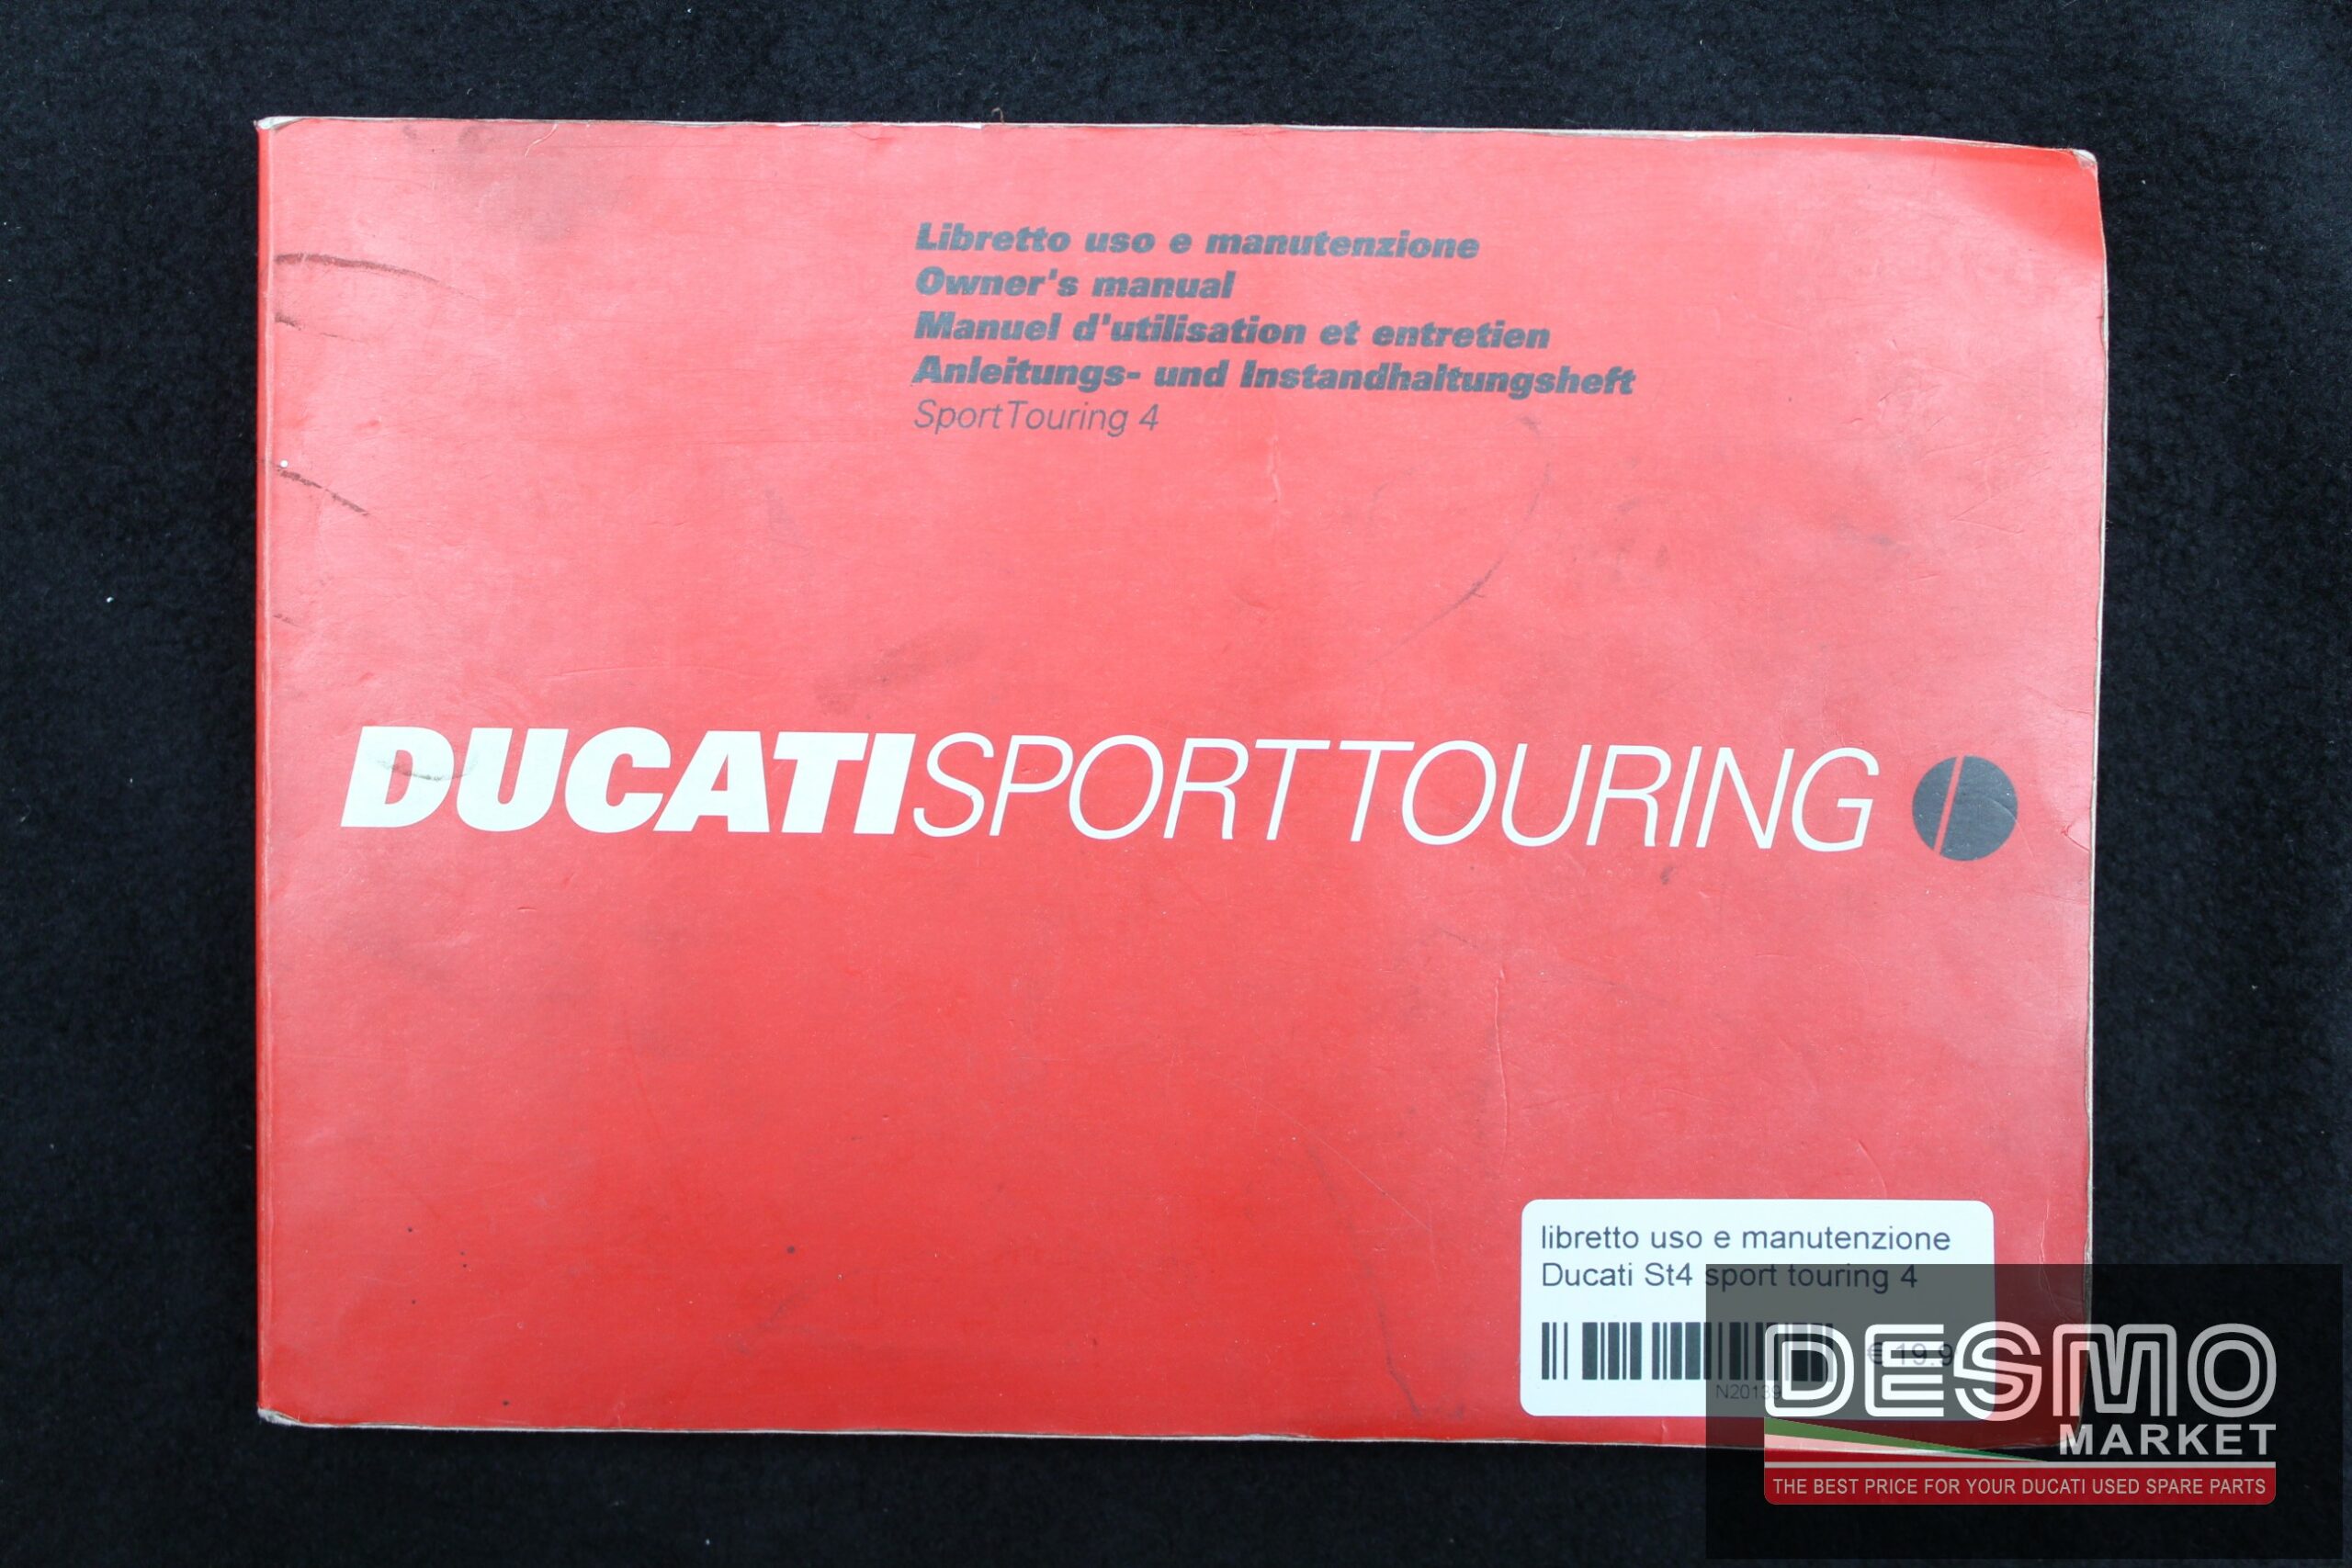 Libretto uso e manutenzione
Owner's manual
Manuel d'utilisation et entretien
Anleitungs- und Instandhaltungsheft
SportTouring 4
DUCATISPORTTOURING
libretto uso e manutenzione
Ducati St4 sport touring 4
DESMO
MARKET
THE BEST PRICE FOR YOUR DUCATI USED SPARE PARTS